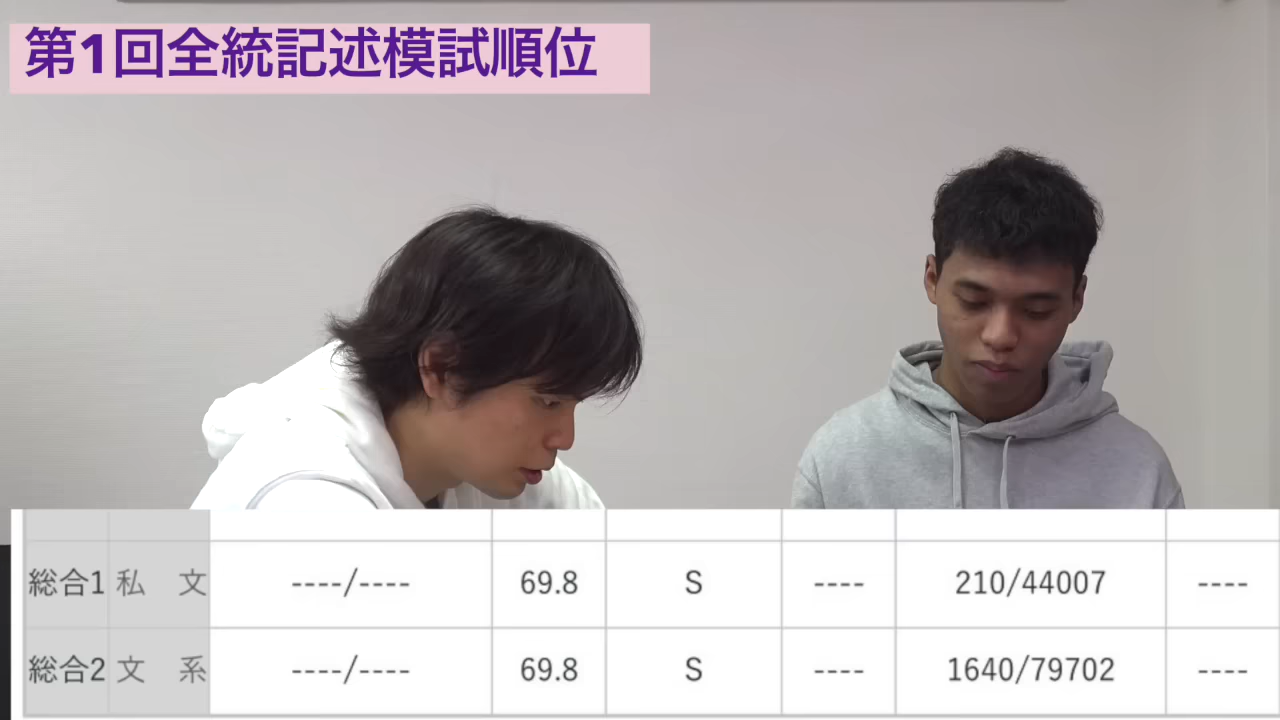 第1回全統記述模試順位
総合1 私 文 ----/---- 69.8 S ---- 210/44007 ----
総合2 文 系 ----/---- 69.8 S ---- 1640/79702 ----